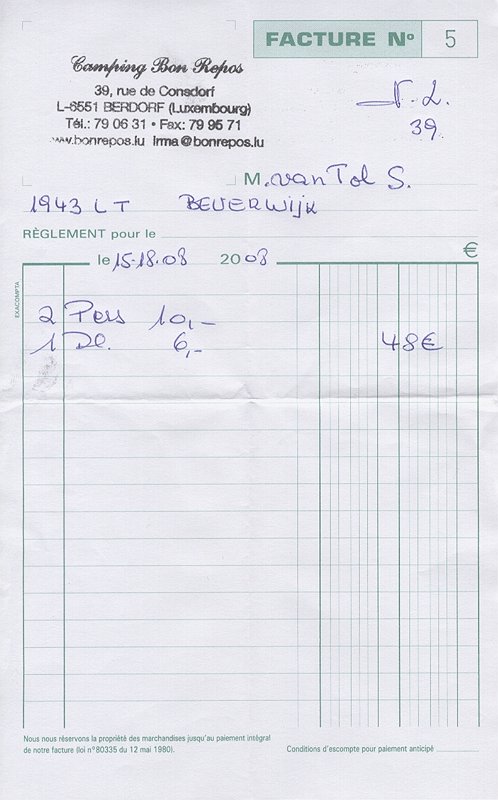 FACTURE No 5
Camping Bon Repos
39, rue de Consdorf
L-6551 BERDORF (Luxembourg)
Tél.: 79 06 31 • Fax: 79 95 71
www.bonrepos.lu Irma@bonrepos.lu
N.L.
39.
M. van Tol S.
1943 LT BEVERWIJK
RÈGLEMENT pour le
le 15-18.08 2008 €
EXACOMPTA
2 Pers 10,-
1 Pl. 6,- 48€
Nous nous réservons la propriété des marchandises jusqu'au paiement intégral
de notre facture (loi n°80335 du 12 mai 1980).
Conditions d'escompte pour paiement anticipé